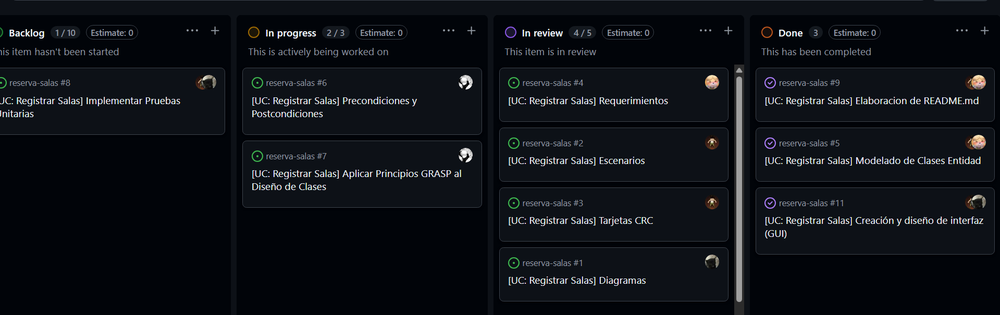 Backlog 1 / 10 Estimate: 0
his item hasn't been started
reserva-salas #8
UC: Registrar Salas] Implementar Pruebas
Unitarias
In progress 2 / 3 Estimate: 0
This is actively being worked on
reserva-salas #6
[UC: Registrar Salas] Precondiciones y
Postcondiciones
reserva-salas #7
[UC: Registrar Salas] Aplicar Principios GRASP al
Diseño de Clases
In review 4 / 5 Estimate: 0
This item is in review
reserva-salas #4
[UC: Registrar Salas] Requerimientos
reserva-salas #2
[UC: Registrar Salas] Escenarios
reserva-salas #3
[UC: Registrar Salas] Tarjetas CRC
reserva-salas #1
[UC: Registrar Salas] Diagramas
Done 3 Estimate: 0
This has been completed
reserva-salas #9
[UC: Registrar Salas] Elaboracion de README.md
reserva-salas #5
[UC: Registrar Salas] Modelado de Clases Entidad
reserva-salas #11
[UC: Registrar Salas] Creación y diseño de interfaz
(GUI)